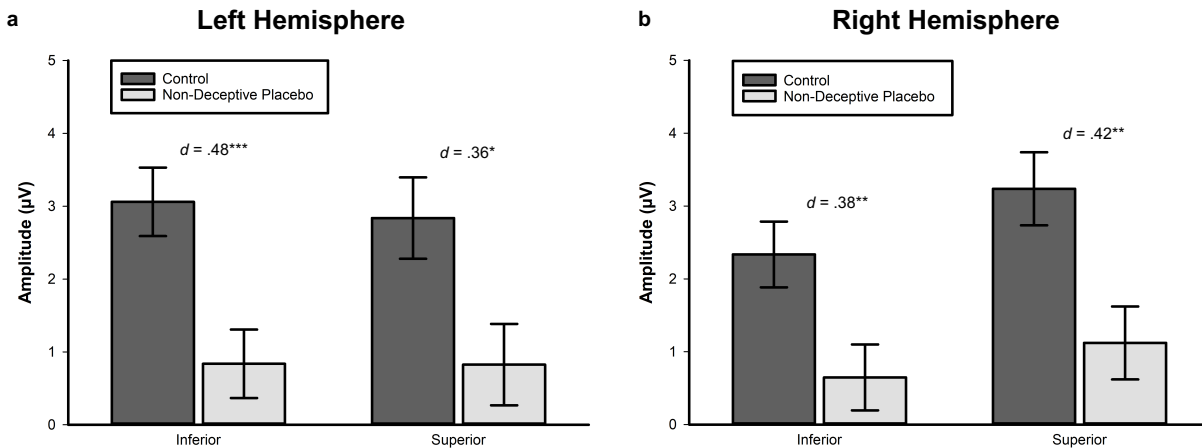 a
Left Hemisphere
5
4
3
2
1
0
Amplitude (µV)
Control
Non-Deceptive Placebo
d = .48***
d = .36*
Inferior
Superior
b
Right Hemisphere
5
4
3
2
1
0
Amplitude (µV)
Control
Non-Deceptive Placebo
d = .38**
d = .42**
Inferior
Superior